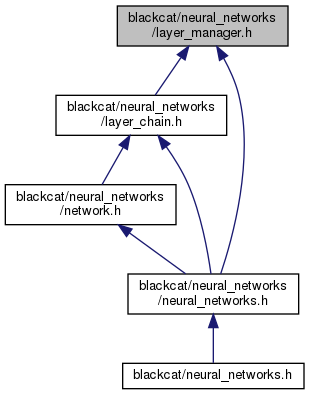 blackcat/neural_networks
/layer_manager.h
blackcat/neural_networks
/layer_chain.h
blackcat/neural_networks
/network.h
blackcat/neural_networks
/neural_networks.h
blackcat/neural_networks.h